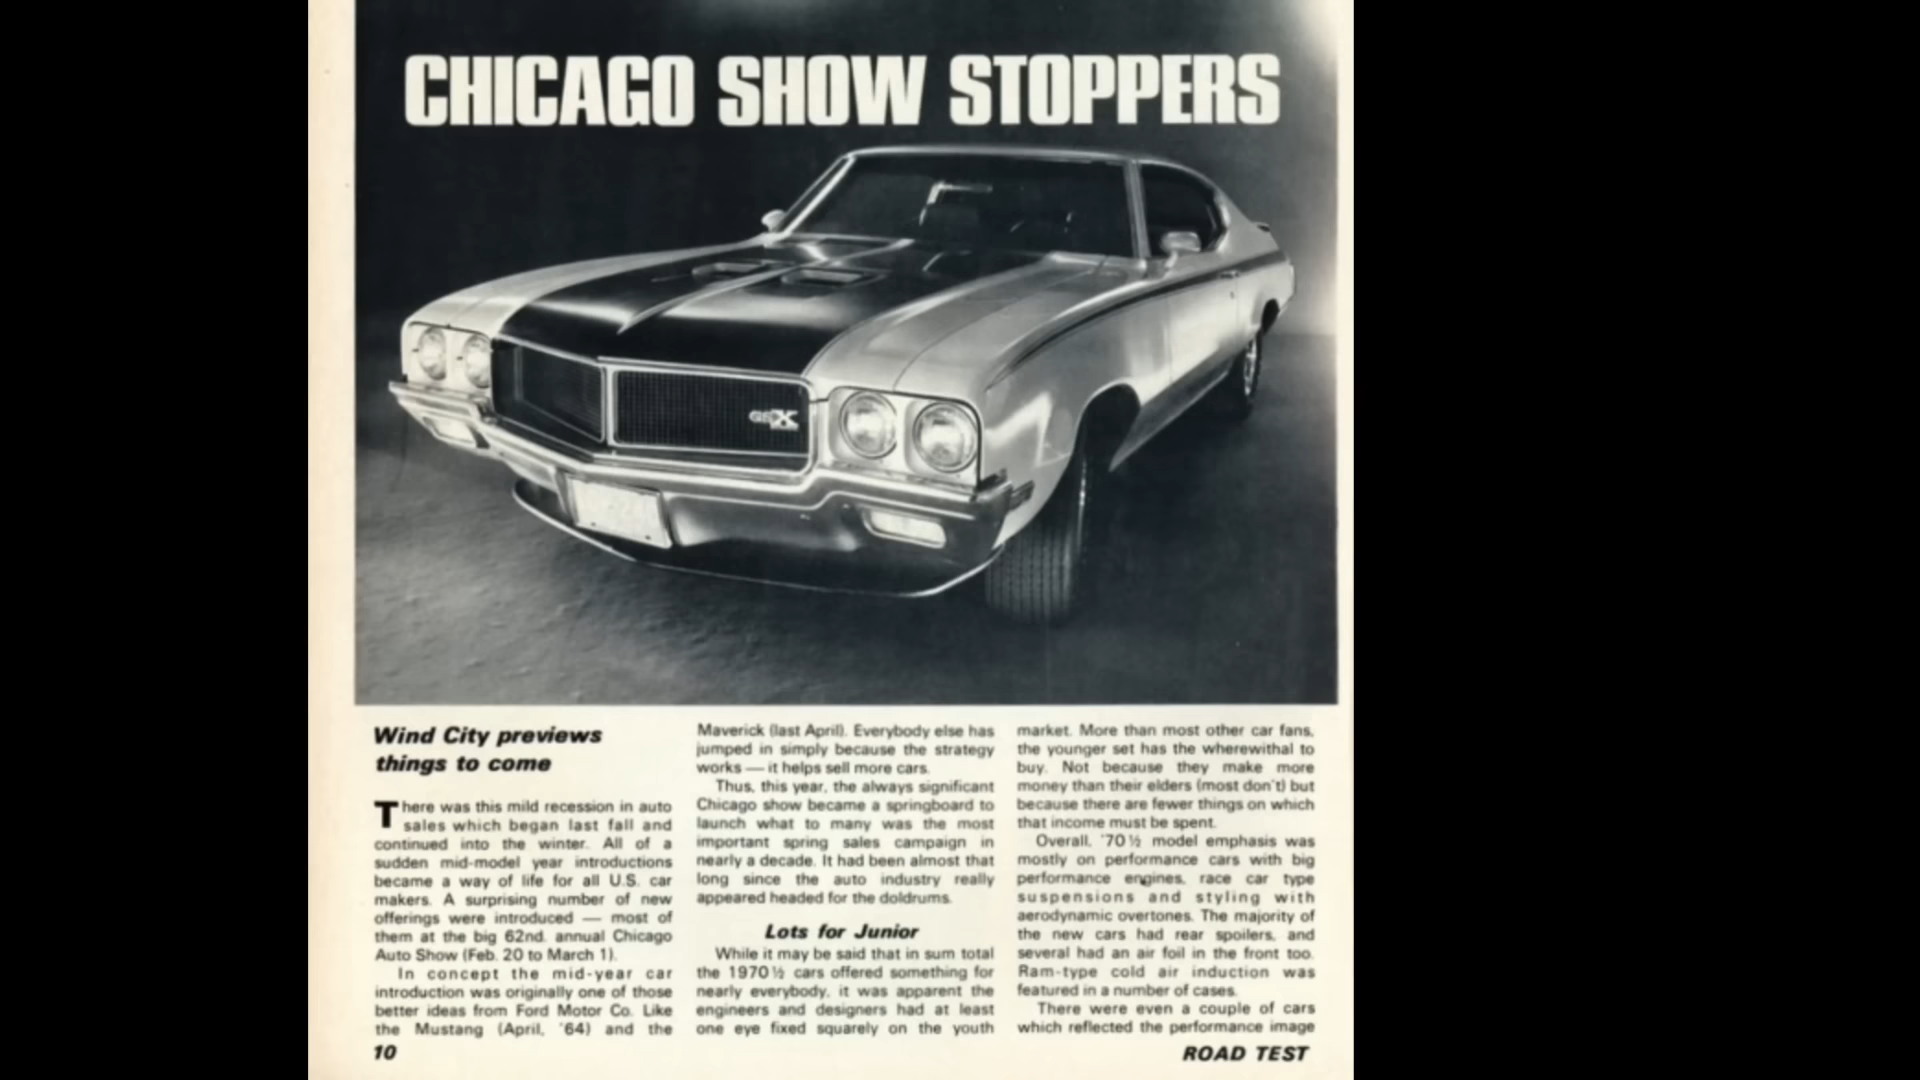 CHICAGO SHOW STOPPERS
GSX
Wind City previews
things to come
There was this mild recession in auto
sales which began last fall and
continued into the winter. All of a
sudden mid-model year introductions
became a way of life for all U.S. car
makers. A surprising number of new
offerings were introduced — most of
them at the big 62nd. annual Chicago
Auto Show (Feb. 20 to March 1).
In concept the mid-year car
introduction was originally one of those
better ideas from Ford Motor Co. Like
the Mustang (April, '64) and the
Maverick (last April). Everybody else has
jumped in simply because the strategy
works — it helps sell more cars.
Thus, this year, the always significant
Chicago show became a springboard to
launch what to many was the most
important spring sales campaign in
nearly a decade. It had been almost that
long since the auto industry really
appeared headed for the doldrums.
Lots for Junior
While it may be said that in sum total
the 1970½ cars offered something for
nearly everybody, it was apparent the
engineers and designers had at least
one eye fixed squarely on the youth
market. More than most other car fans,
the younger set has the wherewithal to
buy. Not because they make more
money than their elders (most don't) but
because there are fewer things on which
that income must be spent.
Overall, '70½ model emphasis was
mostly on performance cars with big
performance engines, race car type
suspensions and styling with
aerodynamic overtones. The majority of
the new cars had rear spoilers, and
several had an air foil in the front too.
Ram-type cold air induction was
featured in a number of cases.
There were even a couple of cars
which reflected the performance image
10
ROAD TEST